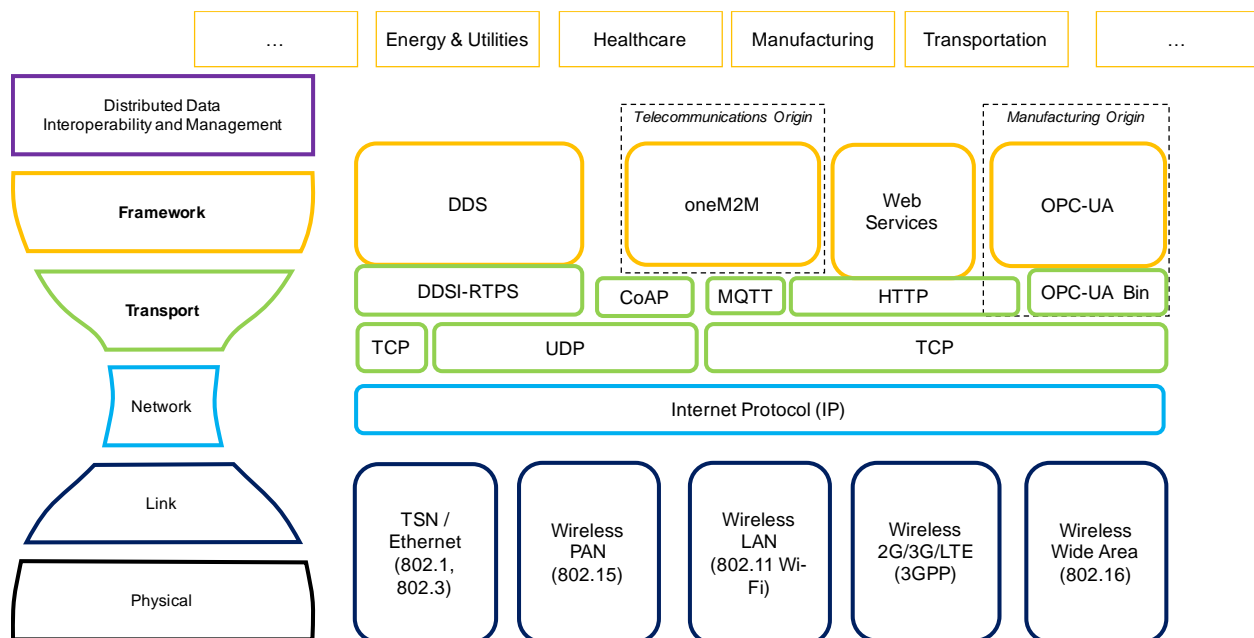 …
Energy & Utilities
Healthcare
Manufacturing
Transportation
…
Distributed Data
Interoperability and Management
Telecommunications Origin
Manufacturing Origin
Framework
DDS
oneM2M
Web
Services
OPC-UA
Transport
DDSI-RTPS
CoAP
MQTT
HTTP
OPC-UA Bin
TCP
UDP
TCP
Network
Internet Protocol (IP)
Link
TSN /
Ethernet
(802.1,
802.3)
Wireless
PAN
(802.15)
Wireless
LAN
(802.11 Wi-
Fi)
Wireless
2G/3G/LTE
(3GPP)
Wireless
Wide Area
(802.16)
Physical